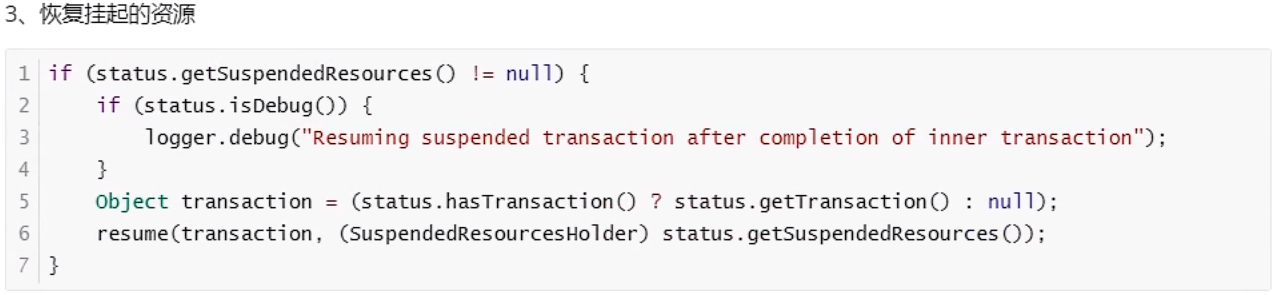 3、恢复挂起的资源
1 if (status.getSuspendedResources() != null) {
2     if (status.isDebug()) {
3         logger.debug("Resuming suspended transaction after completion of inner transaction");
4     }
5     Object transaction = (status.hasTransaction() ? status.getTransaction() : null);
6     resume(transaction, (SuspendedResourcesHolder) status.getSuspendedResources());
7 }